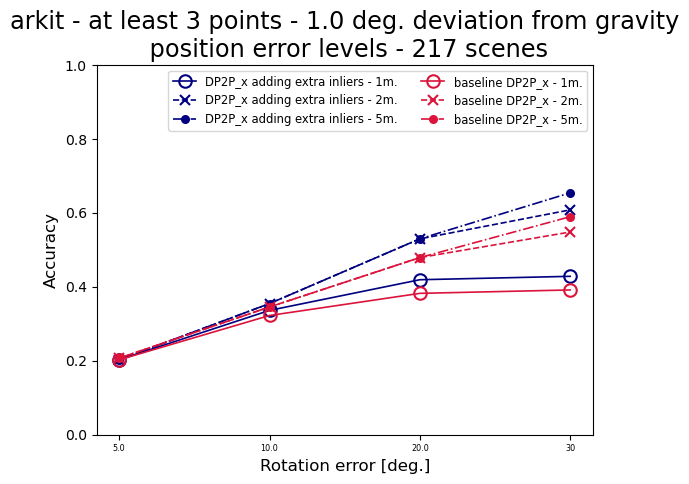 arkit - at least 3 points - 1.0 deg. deviation from gravity
position error levels - 217 scenes
DP2P_x adding extra inliers - 1m.
DP2P_x adding extra inliers - 2m.
DP2P_x adding extra inliers - 5m.
baseline DP2P_x - 1m.
baseline DP2P_x - 2m.
baseline DP2P_x - 5m.
Accuracy
1.0
0.8
0.6
0.4
0.2
0.0
5.0
10.0
20.0
30
Rotation error [deg.]